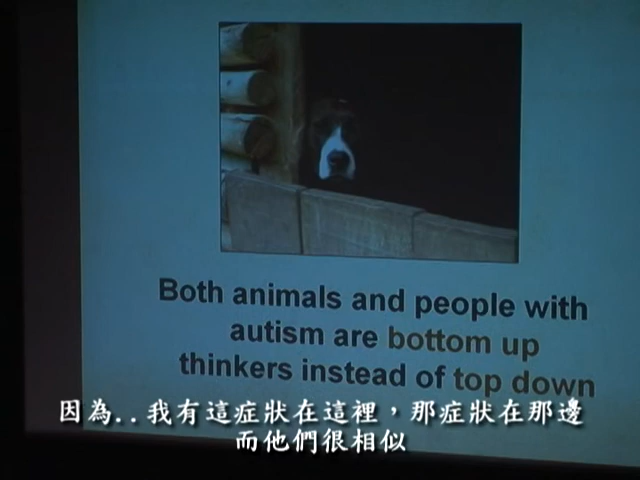 Both animals and people with
autism are bottom up
thinkers instead of top down
因為..我有這症狀在這裡，那症狀在那邊
而他們很相似